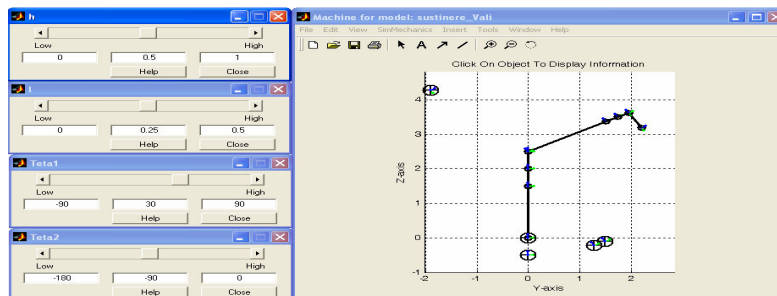 h
Low High
0 0.5 1
Help Close
l
Low High
0 0.25 0.5
Help Close
Teta1
Low High
-90 30 90
Help Close
Teta2
Low High
-180 -90 0
Help Close
Machine for model: sustinere_Vali
File Edit View SimMechanics Insert Tools Window Help
A
Click On Object To Display Information
4
3
2
1
0
-1
-2 -1 0 1 2
Z-axis
Y-axis